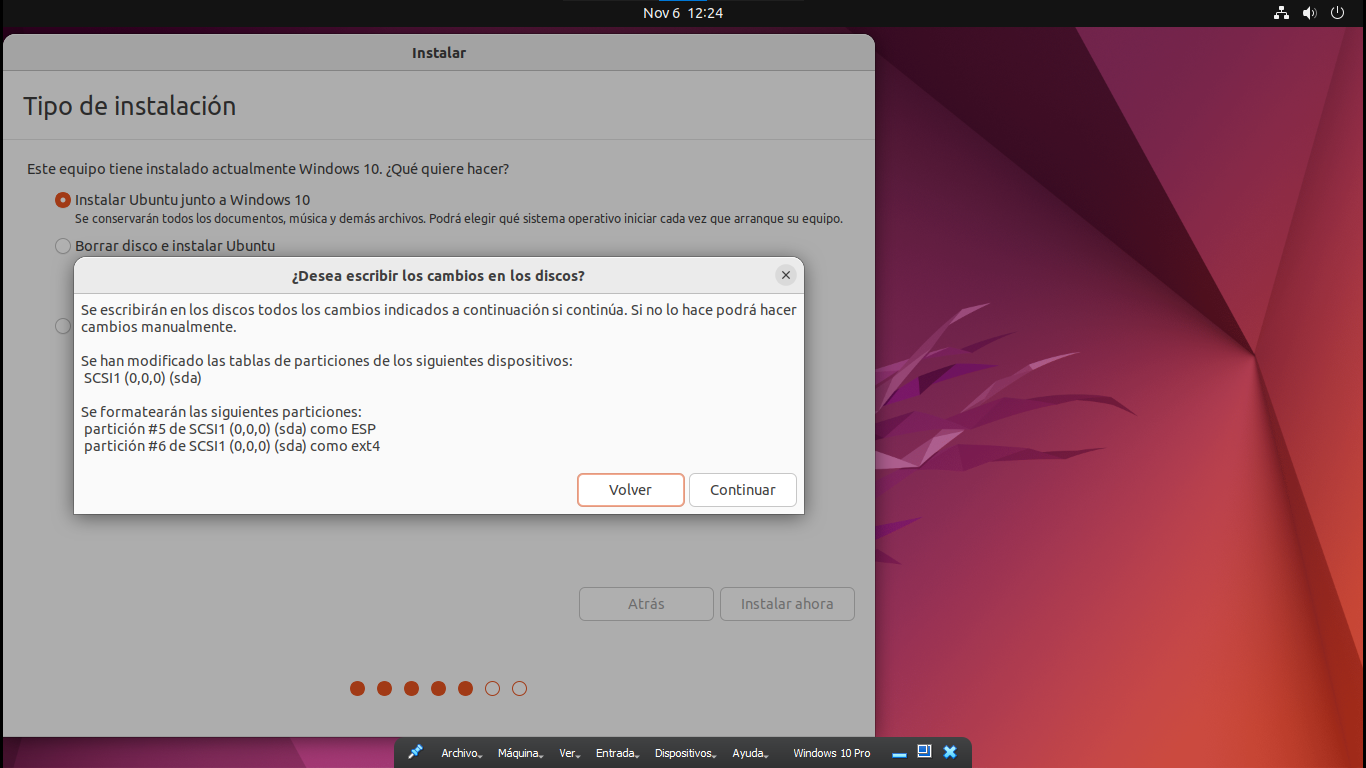 Nov 6 12:24
Instalar
Tipo de instalación
Este equipo tiene instalado actualmente Windows 10. ¿Qué quiere hacer?
Instalar Ubuntu junto a Windows 10
Se conservarán todos los documentos, música y demás archivos. Podrá elegir qué sistema operativo iniciar cada vez que arranque su equipo.
Borrar disco e instalar Ubuntu
¿Desea escribir los cambios en los discos?
Se escribirán en los discos todos los cambios indicados a continuación si continúa. Si no lo hace podrá hacer
cambios manualmente.
Se han modificado las tablas de particiones de los siguientes dispositivos:
SCSI1 (0,0,0) (sda)
Se formatearán las siguientes particiones:
partición #5 de SCSI1 (0,0,0) (sda) como ESP
partición #6 de SCSI1 (0,0,0) (sda) como ext4
Volver Continuar
Atrás Instalar ahora
Archivo Máquina Ver Entrada Dispositivos Ayuda Windows 10 Pro